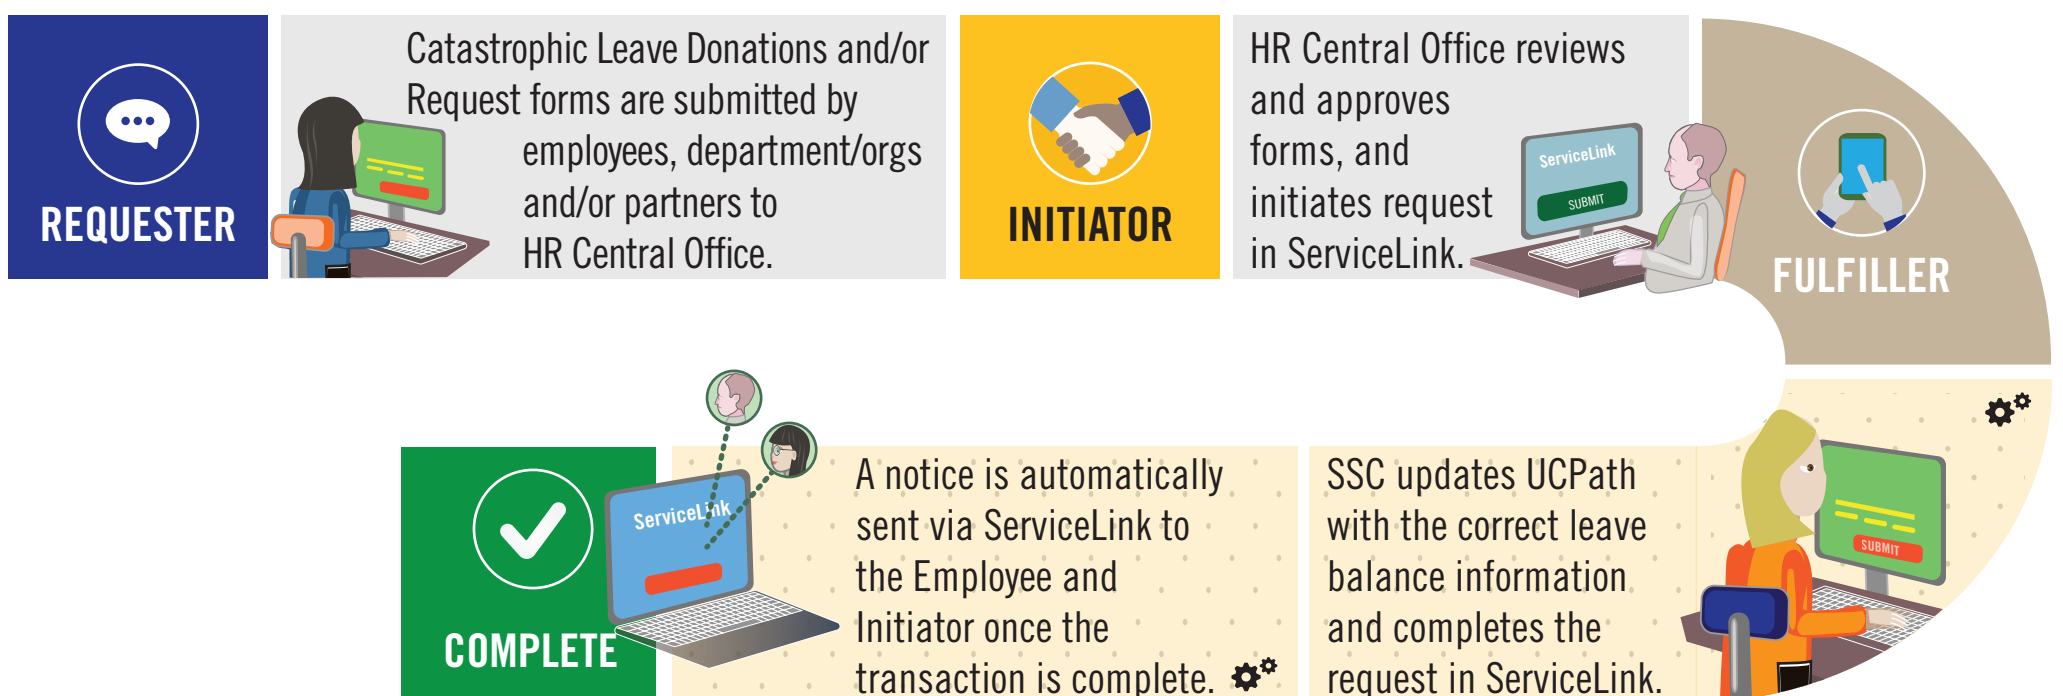 REQUESTER
Catastrophic Leave Donations and/or
Request forms are submitted by
employees, department/orgs
and/or partners to
HR Central Office.
INITIATOR
HR Central Office reviews
and approves
forms, and
initiates request
in ServiceLink.
ServiceLink
SUBMIT
FULFILLER
SUBMIT
SSC updates UCPath
with the correct leave
balance information
and completes the
request in ServiceLink.
A notice is automatically
sent via ServiceLink to
the Employee and
Initiator once the
transaction is complete.
ServiceLink
COMPLETE